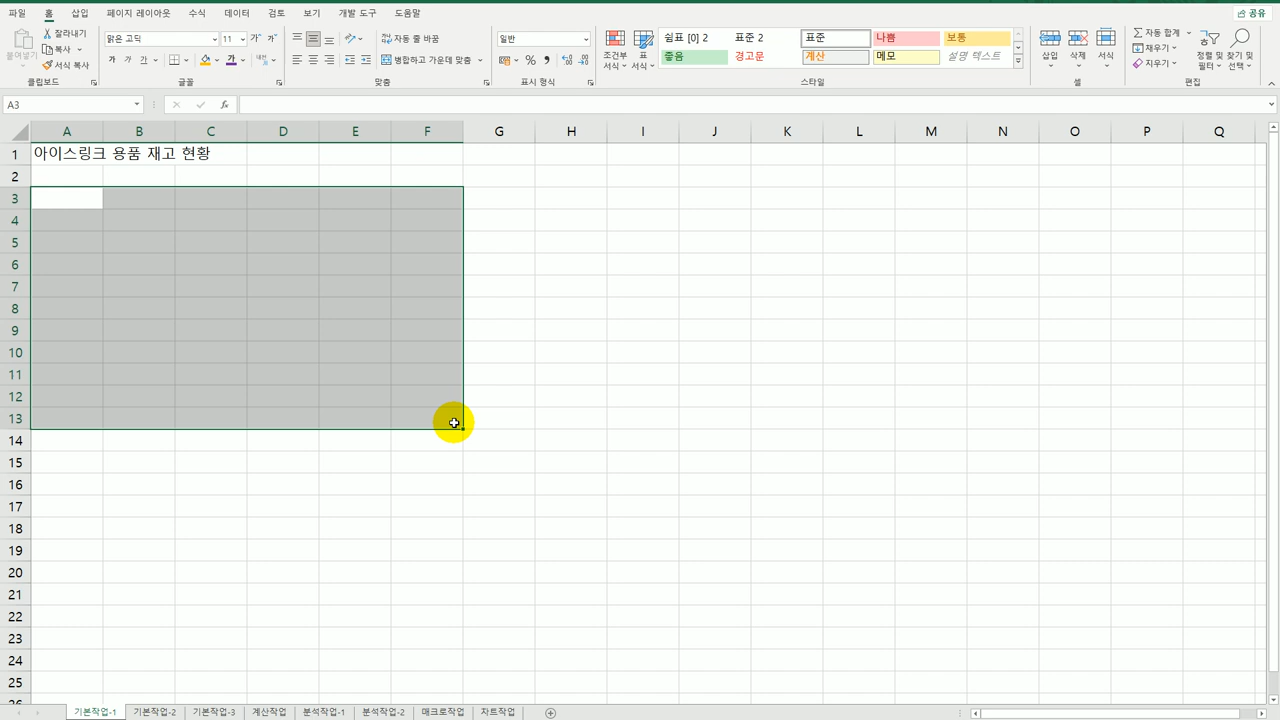 파일 홈 삽입 페이지 레이아웃 수식 데이터 검토 보기 개발 도구 도움말 공유
붙여넣기 잘라내기 복사 서식 복사 클립보드
맑은 고딕 11 가 가 가 가 가 가 글꼴
자동 줄 바꿈 병합하고 가운데 맞춤 맞춤
일반 % 표시 형식
조건부 서식 표 서식 쉼표 [0] 2 표준 2 표준 나쁨 보통
좋음 경고문 계산 메모 설명 텍스트 스타일
삽입 삭제 서식 셀
자동 합계 채우기 지우기 정렬 및 필터 찾기 및 선택 편집
A3 fx
A B C D E F G H I J K L M N O P Q
1 아이스링크 용품 재고 현황
2
3
4
5
6
7
8
9
10
11
12
13
14
15
16
17
18
19
20
21
22
23
24
25
26
기본작업-1 기본작업-2 기본작업-3 계산작업 분석작업-1 분석작업-2 매크로작업 차트작업